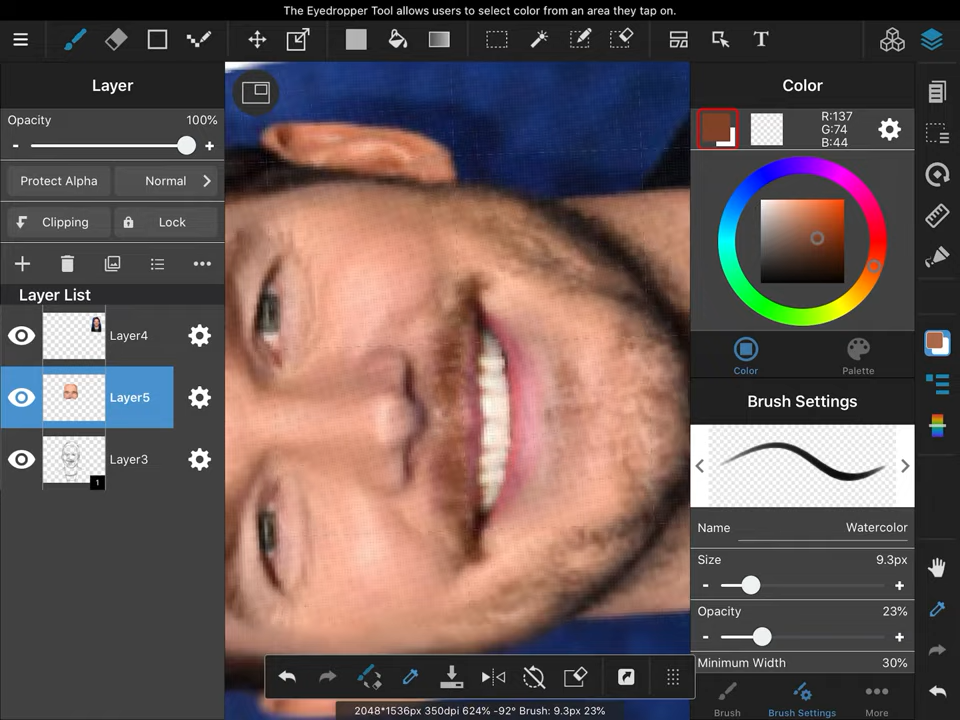 The Eyedropper Tool allows users to select color from an area they tap on.
T
Layer
Opacity 100%
- +
Protect Alpha Normal
Clipping Lock
Layer List
Layer4
Layer5
Layer3
1
Color
R:137
G:74
B:44
Color Palette
Brush Settings
Name Watercolor
Size 9.3px
- +
Opacity 23%
- +
Minimum Width 30%
Brush Brush Settings More
2048*1536px 350dpi 624% -92° Brush: 9.3px 23%